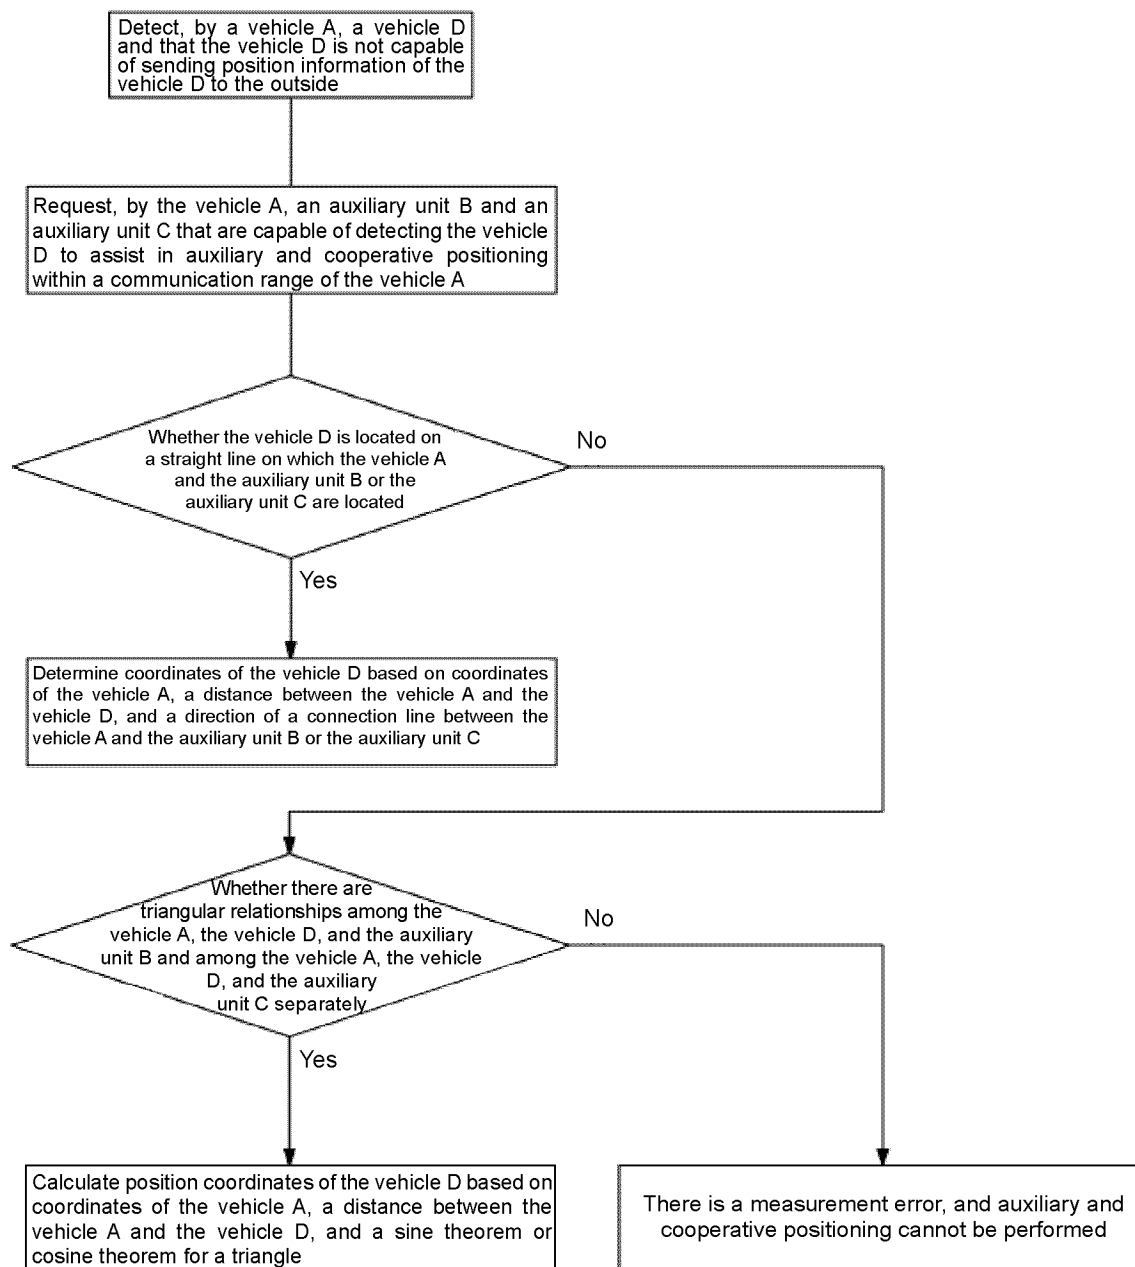 Detect, by a vehicle A, a vehicle D
and that the vehicle D is not capable
of sending position information of the
vehicle D to the outside
Request, by the vehicle A, an auxiliary unit B and an
auxiliary unit C that are capable of detecting the vehicle
D to assist in auxiliary and cooperative positioning
within a communication range of the vehicle A
Whether the vehicle D is located on
a straight line on which the vehicle A
and the auxiliary unit B or the
auxiliary unit C are located
No
Yes
Determine coordinates of the vehicle D based on coordinates
of the vehicle A, a distance between the vehicle A and the
vehicle D, and a direction of a connection line between the
vehicle A and the auxiliary unit B or the auxiliary unit C
Whether there are
triangular relationships among the
vehicle A, the vehicle D, and the auxiliary
unit B and among the vehicle A, the vehicle
D, and the auxiliary
unit C separately
No
Yes
Calculate position coordinates of the vehicle D based on
coordinates of the vehicle A, a distance between the
vehicle A and the vehicle D, and a sine theorem or
cosine theorem for a triangle
There is a measurement error, and auxiliary and
cooperative positioning cannot be performed